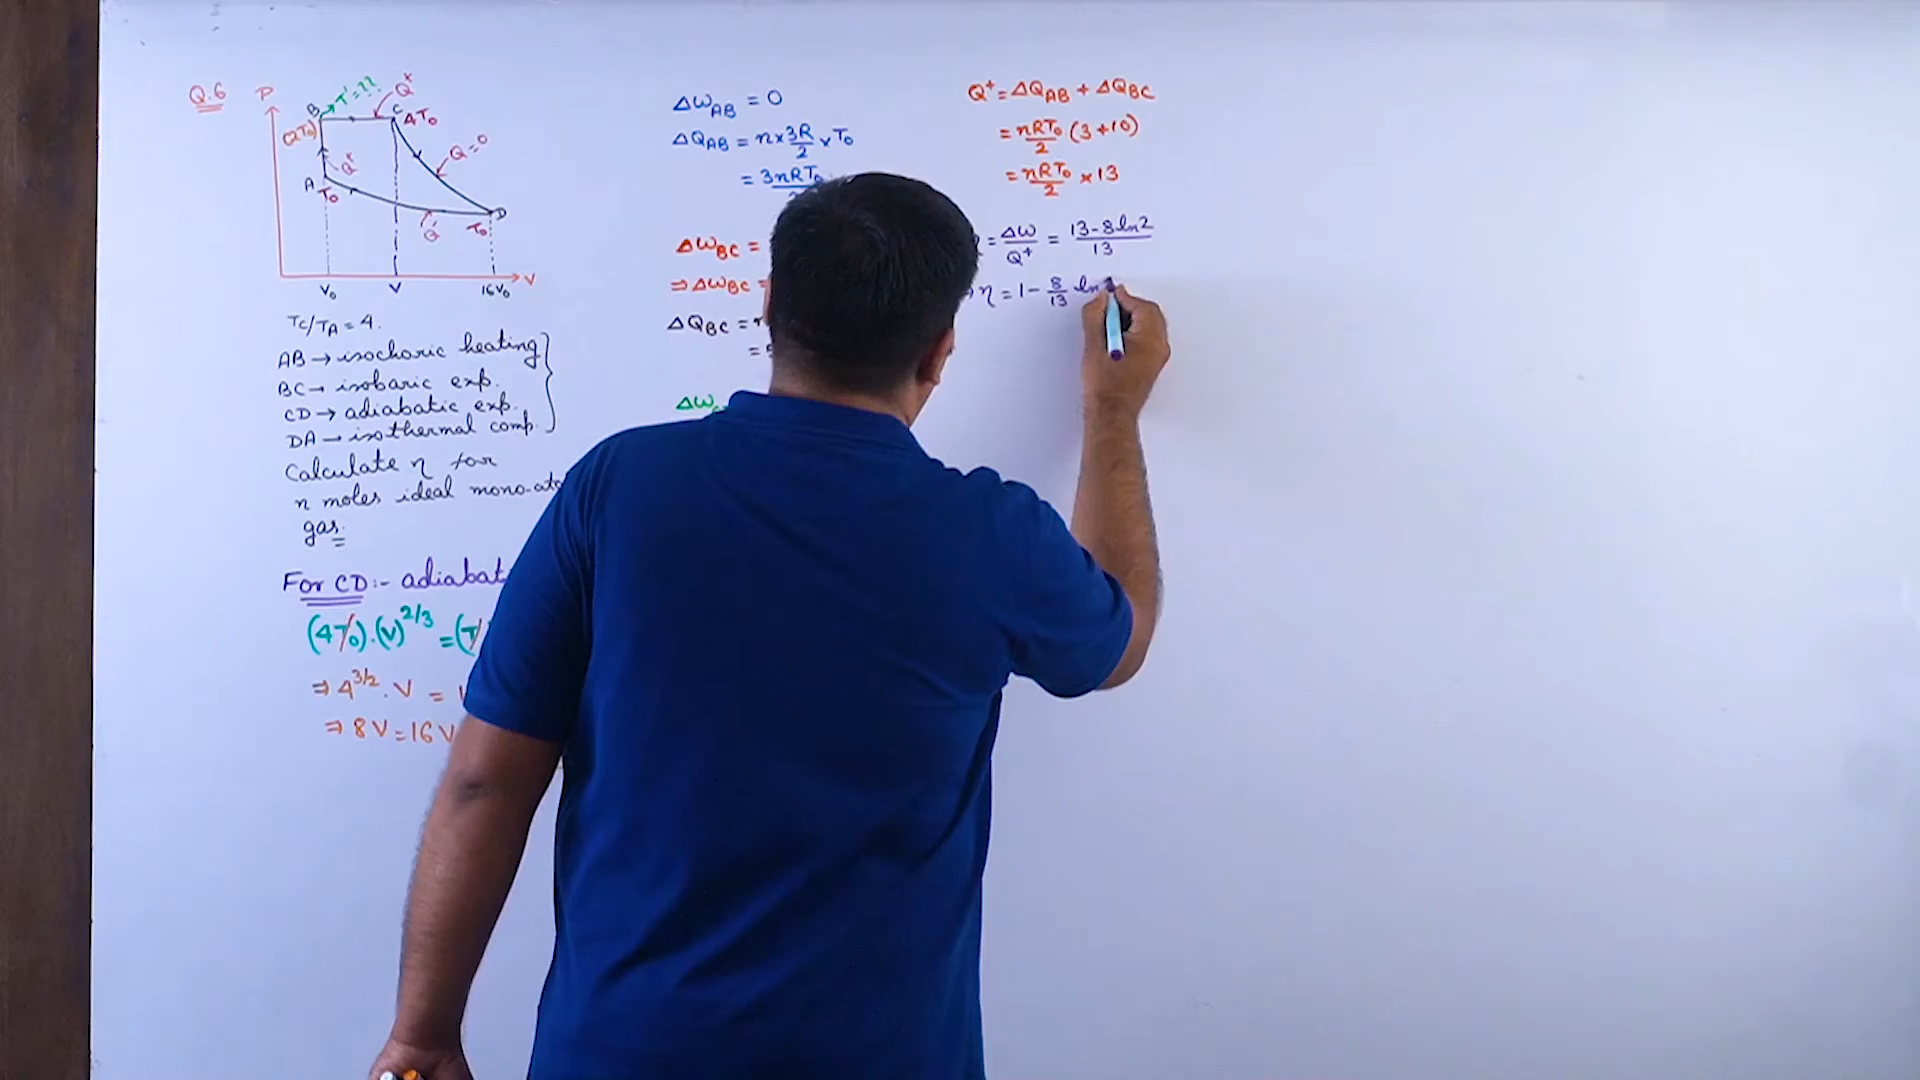 Q.6
P
B
T'=??
Q^x
C
4T₀
(2T₀)
Q=0
Q^x
A
T₀
Q'
D
T₀
V
V₀
V
16V₀
Tc/T_A = 4.
AB → isochoric heating
BC → isobaric exp.
CD → adiabatic exp.
DA → isothermal comp.
Calculate η for
n moles ideal mono-ato
gas
For CD:- adiabat
(4T₀).(V)^2/3 = (T
⇒ 4^3/2 . V = 1
⇒ 8V=16V
ΔW_AB = 0
ΔQ_AB = n×3R/2×T₀
= 3nRT₀
ΔW_BC =
⇒ΔW_BC =
ΔQ_BC =
=
ΔW
Q⁺=ΔQ_AB + ΔQ_BC
= nRT₀/2 (3+10)
= nRT₀/2 × 13
= ΔW/Q⁺ = 13-8ln2/13
η = 1 - 8/13 ln